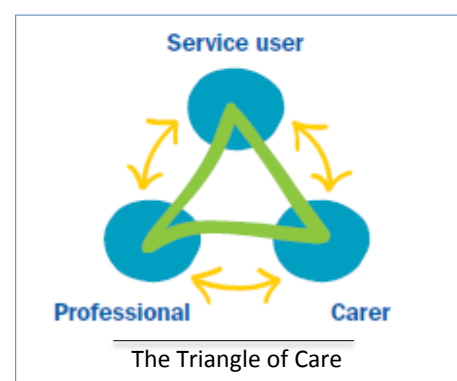 Service user
Professional Carer
The Triangle of Care